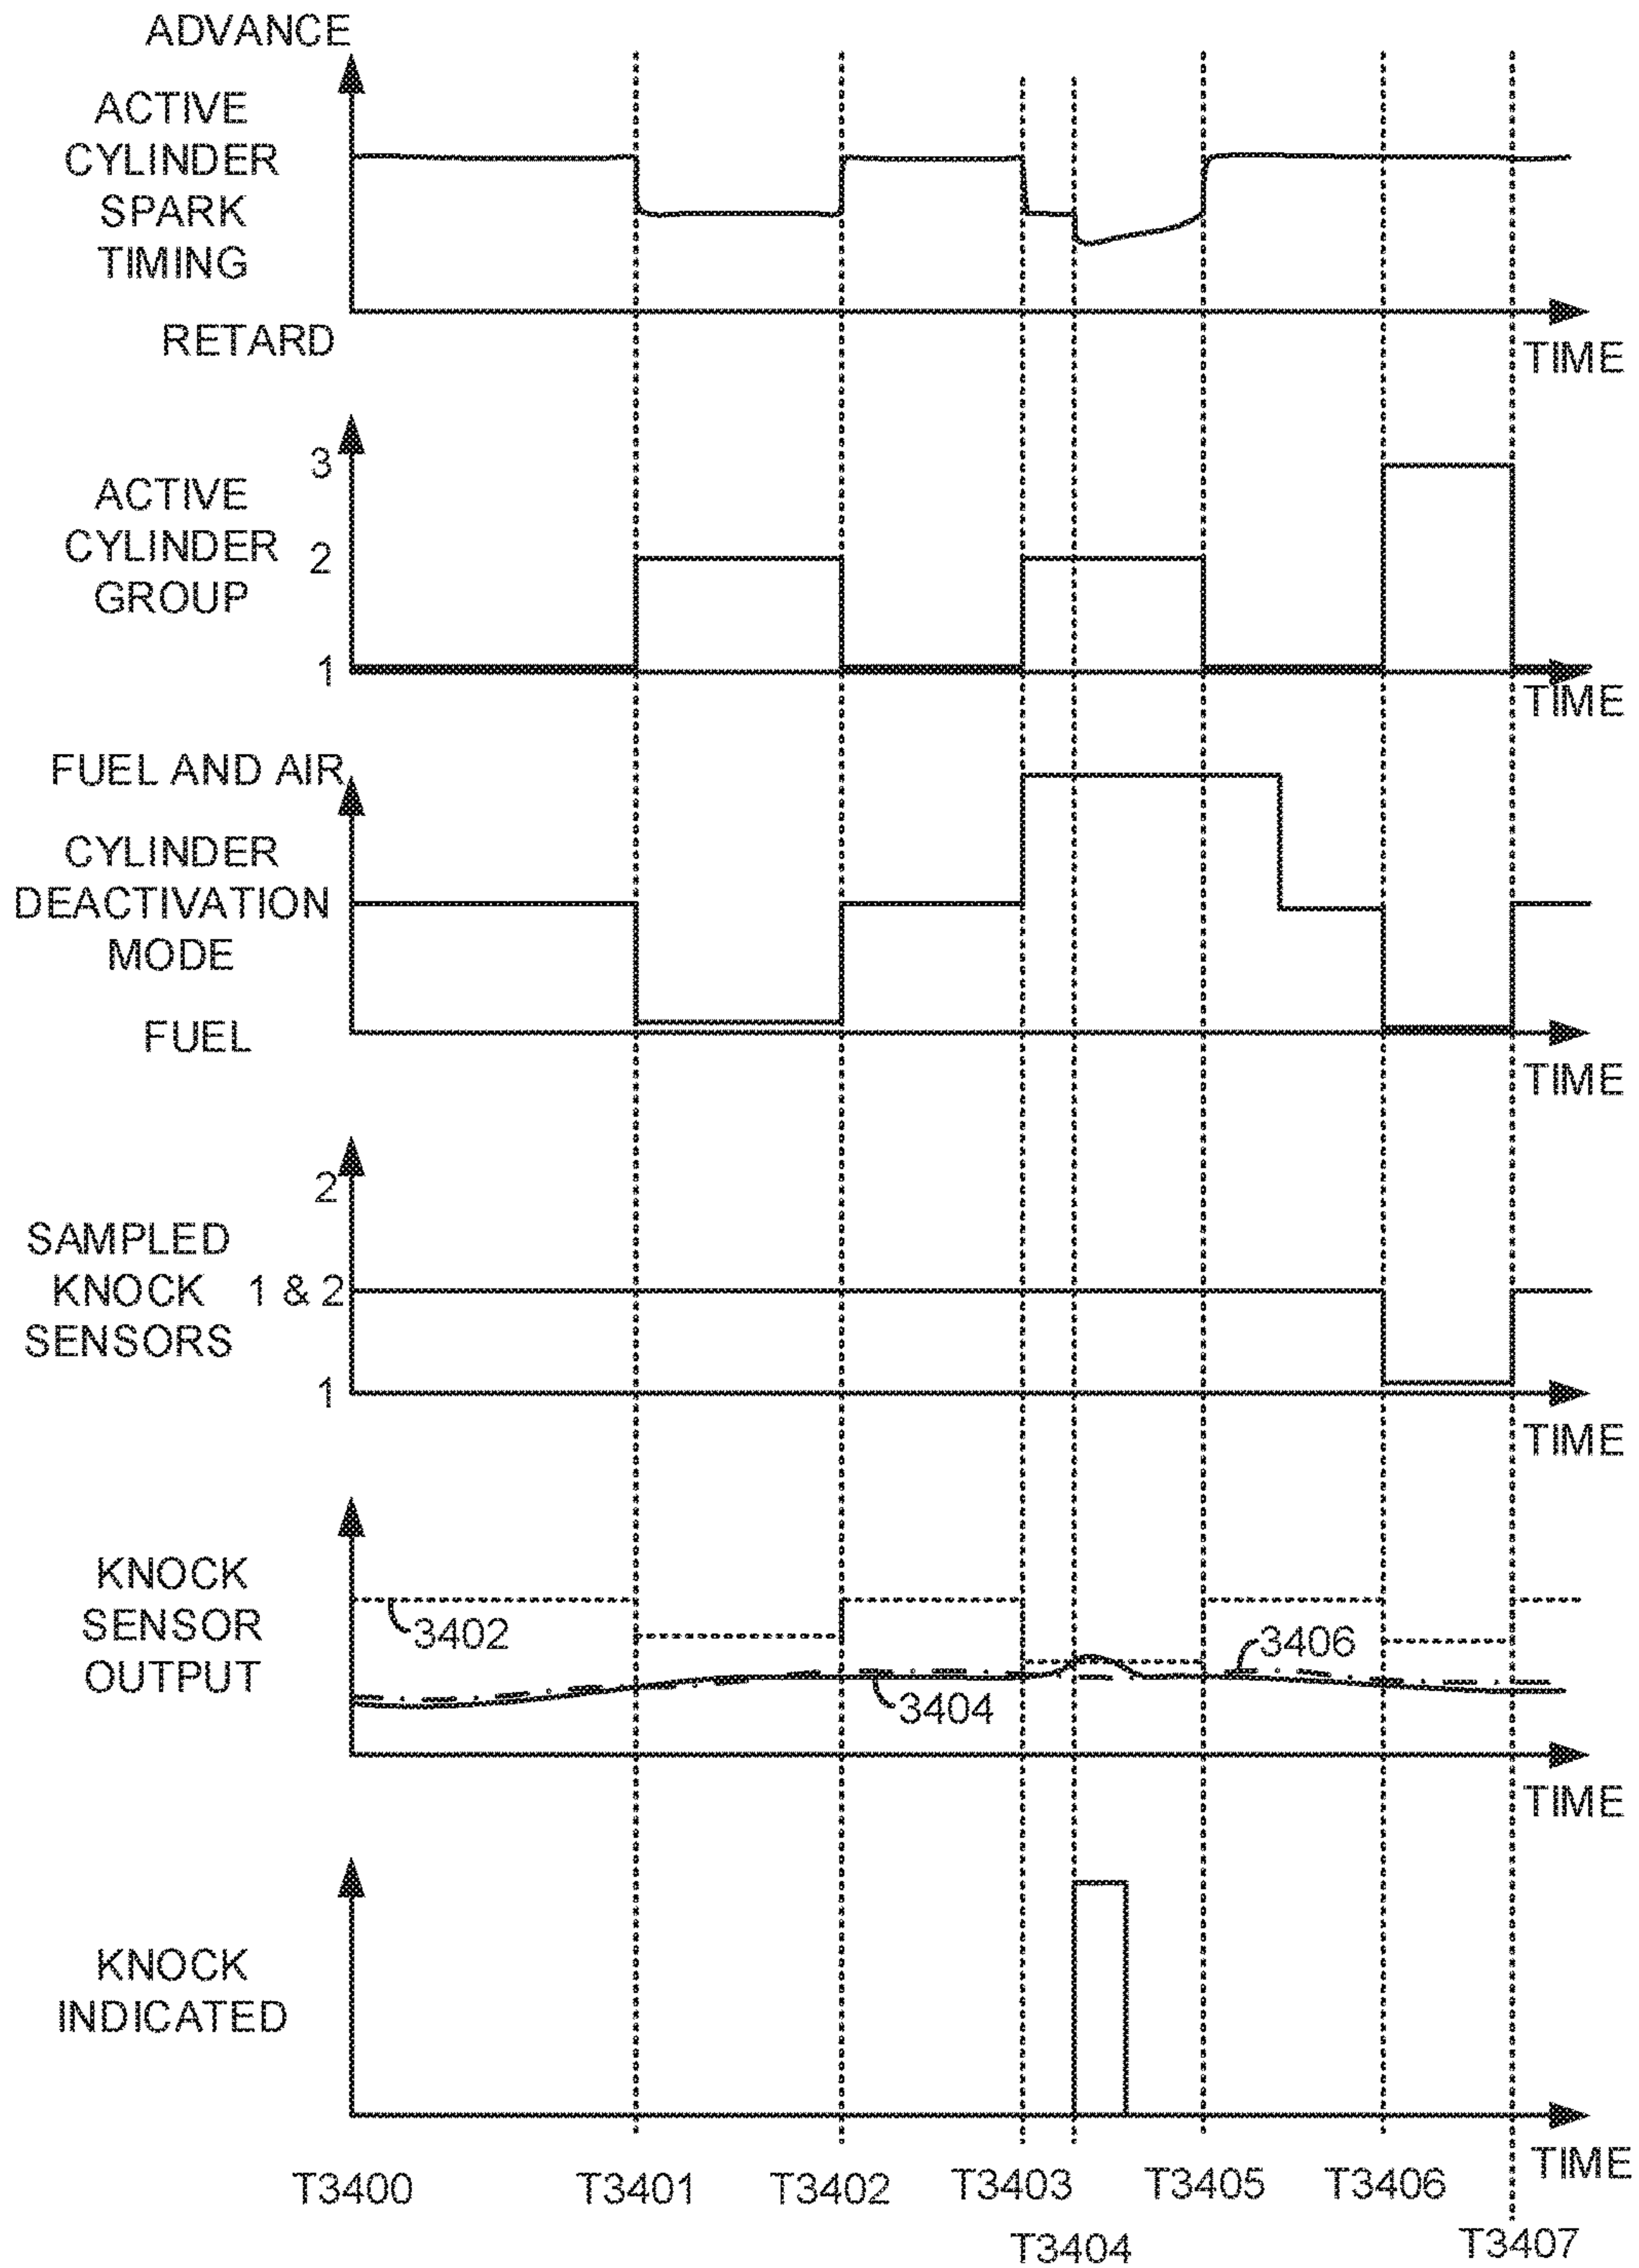 ADVANCE
ACTIVE
CYLINDER
SPARK
TIMING
RETARD
TIME
3
ACTIVE
CYLINDER
2
GROUP
1
TIME
FUEL AND AIR
CYLINDER
DEACTIVATION
MODE
FUEL
TIME
2
SAMPLED
KNOCK 1 & 2
SENSORS
1
TIME
KNOCK
SENSOR
OUTPUT
3402
3406
3404
TIME
KNOCK
INDICATED
TIME
T3400 T3401 T3402 T3403 T3405 T3406
T3404 T3407